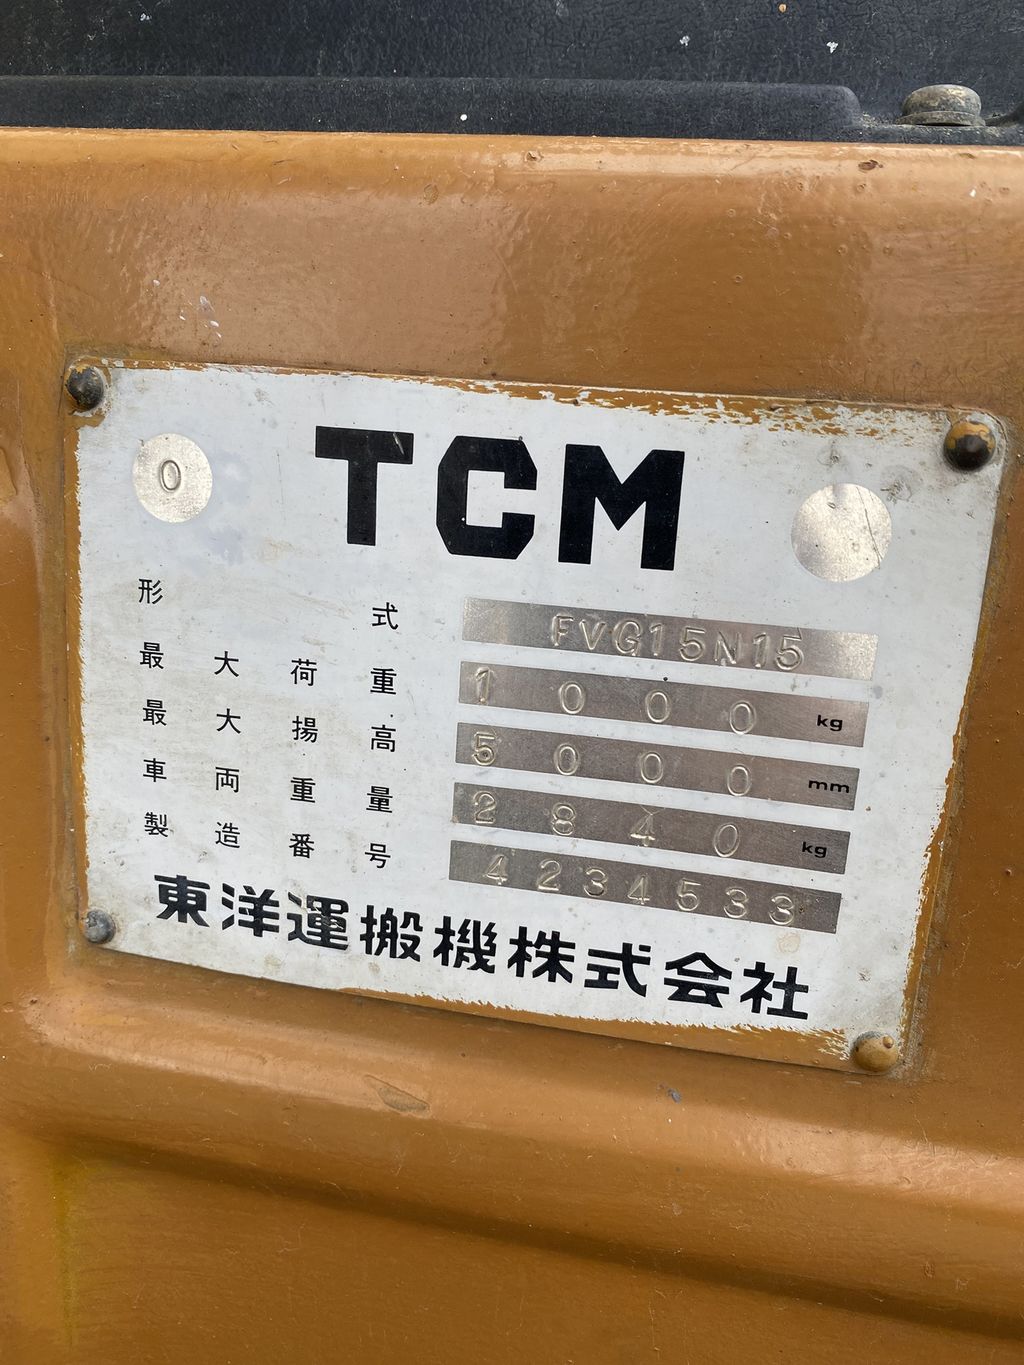 0
TCM
形式 FVG15N15
最大荷重 1000 kg
最大揚高 5000 mm
車両重量 2840 kg
製造番号 4234533
東洋運搬機株式会社